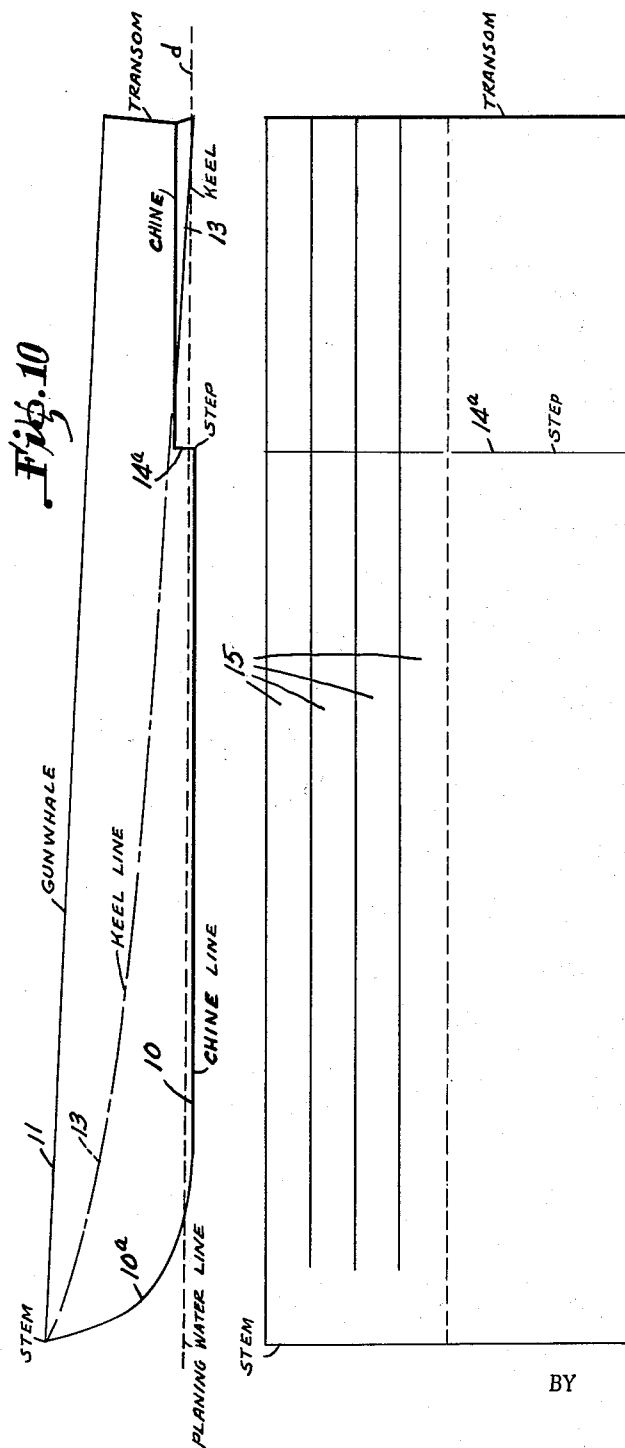 Fig. 10
STEM
11
GUNWHALE
13
KEEL LINE
10ᵃ
10
CHINE LINE
PLANING WATER LINE
14ᵃ
STEP
CHINE
TRANSOM
d
KEEL
13
STEM
15
14ᵃ
STEP
TRANSOM
BY